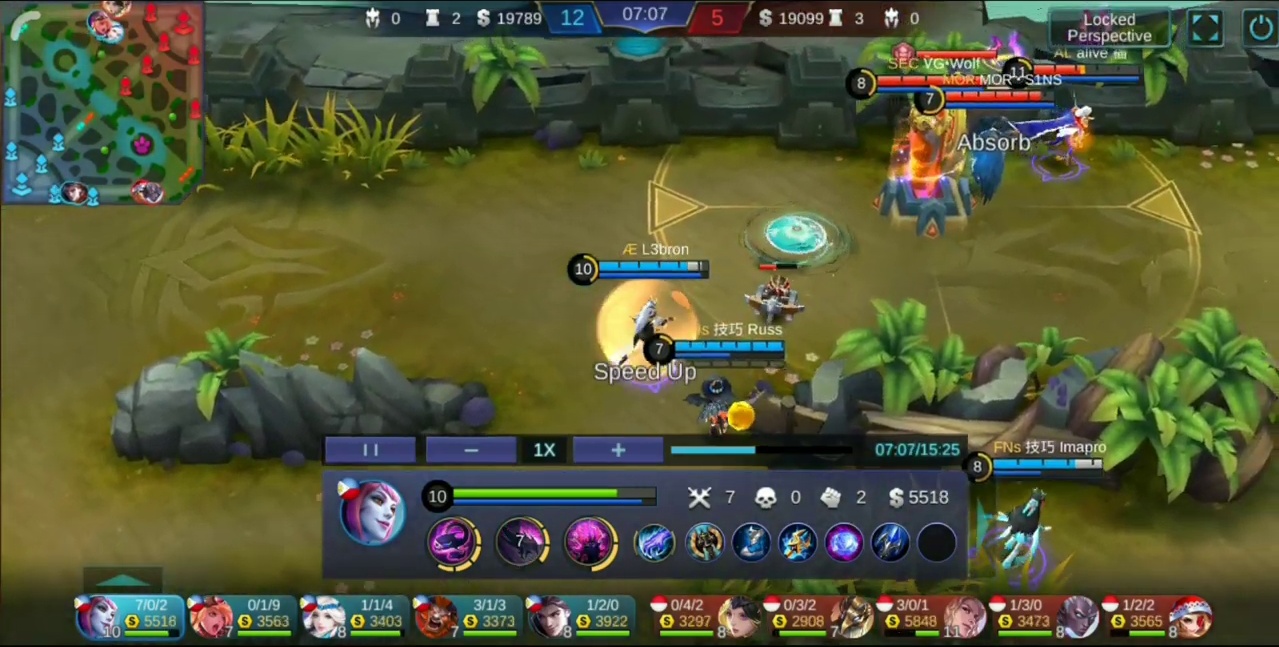 0 2 $ 19789 12 07:07 5 $ 19099 3 0
Locked
Perspective
AL alive 福
SEC VG•Wolf
8 11
MOR S1NS
7
Absorb
Æ L3bron
10
s 技巧 Russ
7
Speed Up
II − 1X + 07:07/15:25
FNs 技巧 Imapro
8
10 7 0 2 $ 5518
7
7/0/2 0/1/9 1/1/4 3/1/3 1/2/0 0/4/2 0/3/2 3/0/1 1/3/0 1/2/2
10 $ 5518 7 $ 3563 8 $ 3403 7 $ 3373 8 $ 3922 $ 3297 8 $ 2908 7 $ 5848 11 $ 3473 8 $ 3565 8